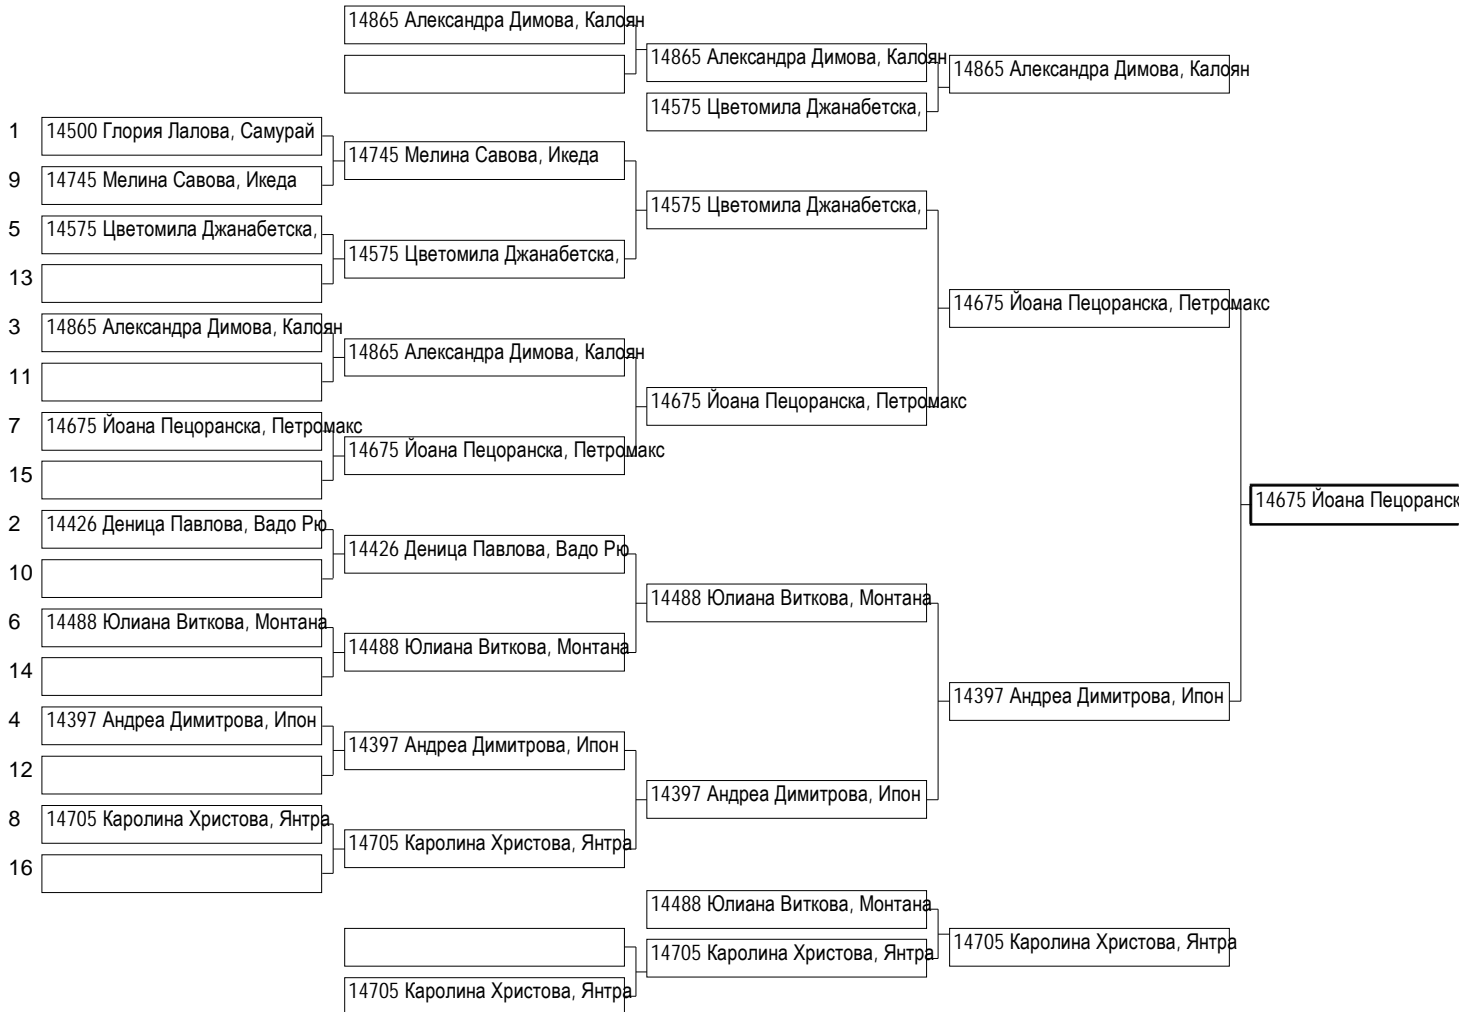 14865 Александра Димова, Калоян
14865 Александра Димова, Калоян
14865 Александра Димова, Калоян
14575 Цветомила Джанабетска,
1 14500 Глория Лалова, Самурай
14745 Мелина Савова, Икеда
9 14745 Мелина Савова, Икеда
14575 Цветомила Джанабетска,
5 14575 Цветомила Джанабетска,
14575 Цветомила Джанабетска,
13
14675 Йоана Пецоранска, Петромакс
3 14865 Александра Димова, Калоян
14865 Александра Димова, Калоян
11
14675 Йоана Пецоранска, Петромакс
7 14675 Йоана Пецоранска, Петромакс
14675 Йоана Пецоранска, Петромакс
15
14675 Йоана Пецоранск
2 14426 Деница Павлова, Вадо Рю
14426 Деница Павлова, Вадо Рю
10
14488 Юлиана Виткова, Монтана
6 14488 Юлиана Виткова, Монтана
14488 Юлиана Виткова, Монтана
14
14397 Андреа Димитрова, Ипон
4 14397 Андреа Димитрова, Ипон
14397 Андреа Димитрова, Ипон
12
14397 Андреа Димитрова, Ипон
8 14705 Каролина Христова, Янтра
14705 Каролина Христова, Янтра
16
14488 Юлиана Виткова, Монтана
14705 Каролина Христова, Янтра
14705 Каролина Христова, Янтра
14705 Каролина Христова, Янтра